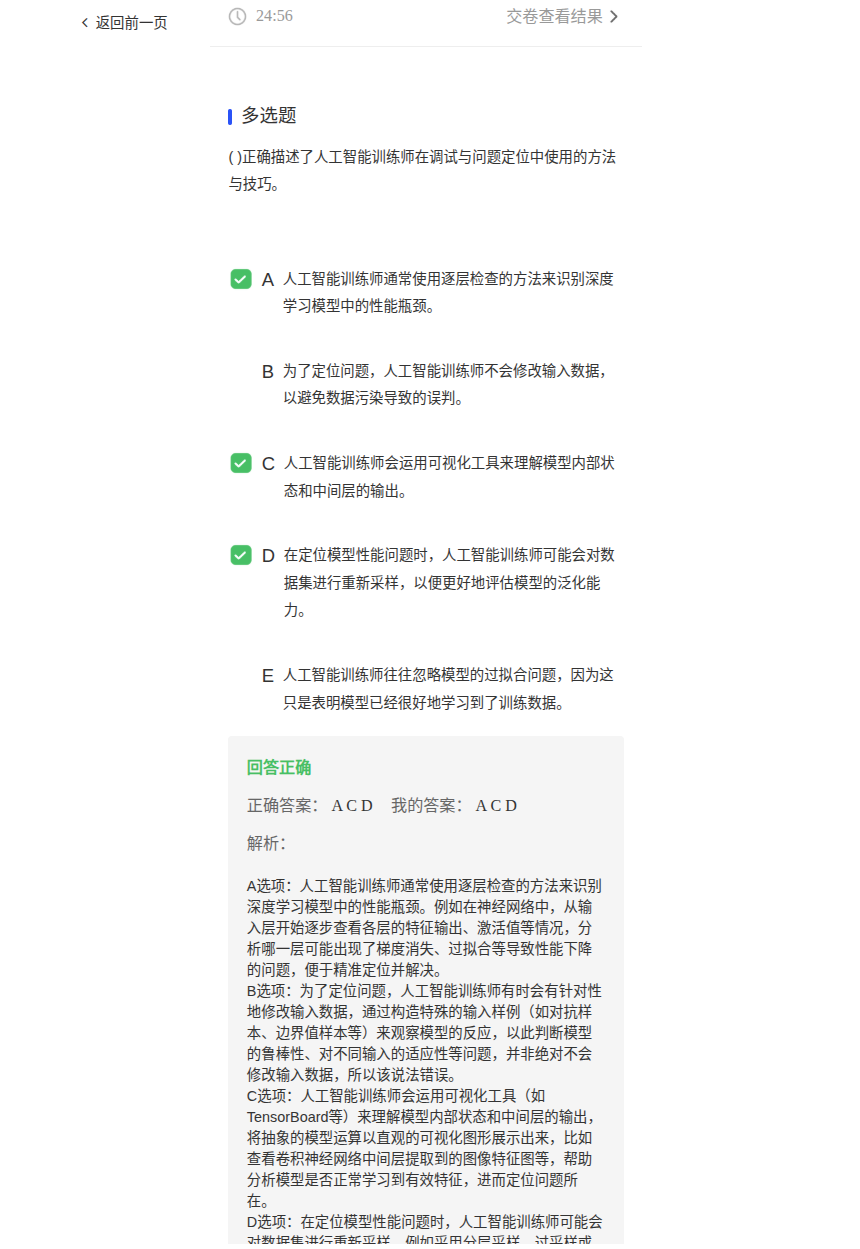 返回前一页
24:56
交卷查看结果
多选题
( )正确描述了人工智能训练师在调试与问题定位中使用的方法
与技巧。
A 人工智能训练师通常使用逐层检查的方法来识别深度
学习模型中的性能瓶颈。
B 为了定位问题，人工智能训练师不会修改输入数据，
以避免数据污染导致的误判。
C 人工智能训练师会运用可视化工具来理解模型内部状
态和中间层的输出。
D 在定位模型性能问题时，人工智能训练师可能会对数
据集进行重新采样，以便更好地评估模型的泛化能
力。
E 人工智能训练师往往忽略模型的过拟合问题，因为这
只是表明模型已经很好地学习到了训练数据。
回答正确
正确答案： A C D 我的答案： A C D
解析：
A选项：人工智能训练师通常使用逐层检查的方法来识别
深度学习模型中的性能瓶颈。例如在神经网络中，从输
入层开始逐步查看各层的特征输出、激活值等情况，分
析哪一层可能出现了梯度消失、过拟合等导致性能下降
的问题，便于精准定位并解决。
B选项：为了定位问题，人工智能训练师有时会有针对性
地修改输入数据，通过构造特殊的输入样例（如对抗样
本、边界值样本等）来观察模型的反应，以此判断模型
的鲁棒性、对不同输入的适应性等问题，并非绝对不会
修改输入数据，所以该说法错误。
C选项：人工智能训练师会运用可视化工具（如
TensorBoard等）来理解模型内部状态和中间层的输出，
将抽象的模型运算以直观的可视化图形展示出来，比如
查看卷积神经网络中间层提取到的图像特征图等，帮助
分析模型是否正常学习到有效特征，进而定位问题所
在。
D选项：在定位模型性能问题时，人工智能训练师可能会
对数据集进行重新采样，例如采用分层采样、过采样或